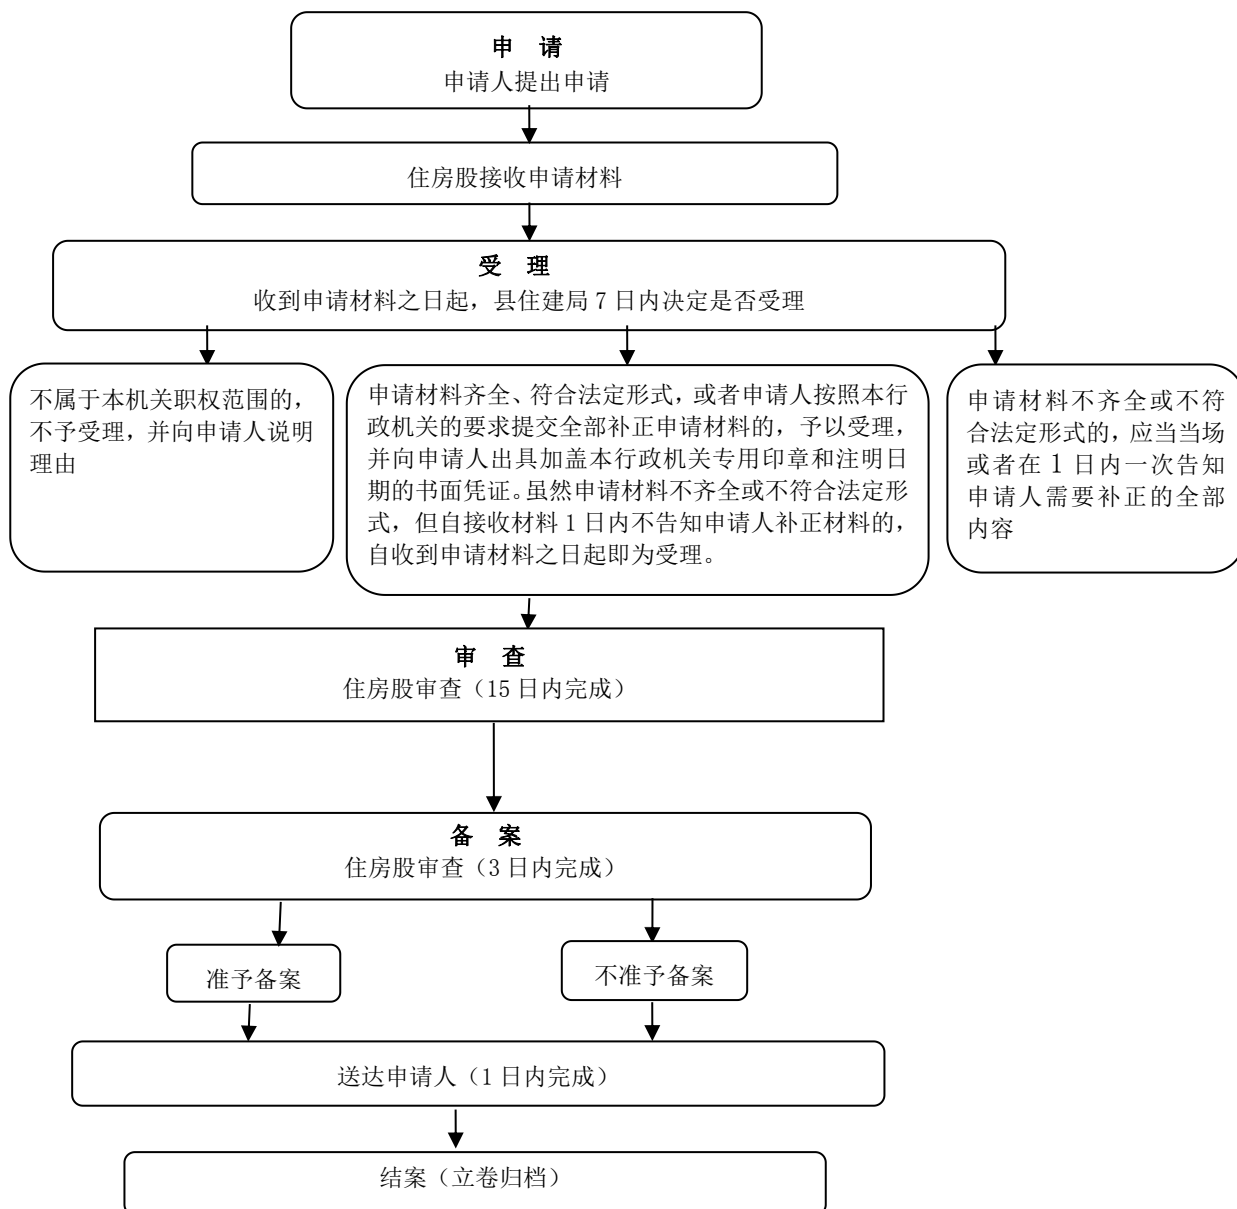 申 请
申请人提出申请
住房股接收申请材料
受 理
收到申请材料之日起，县住建局 7 日内决定是否受理
不属于本机关职权范围的，
不予受理，并向申请人说明
理由
申请材料齐全、符合法定形式，或者申请人按照本行
政机关的要求提交全部补正申请材料的，予以受理，
并向申请人出具加盖本行政机关专用印章和注明日
期的书面凭证。虽然申请材料不齐全或不符合法定形
式，但自接收材料 1 日内不告知申请人补正材料的，
自收到申请材料之日起即为受理。
申请材料不齐全或不符
合法定形式的，应当当场
或者在 1 日内一次告知
申请人需要补正的全部
内容
审 查
住房股审查（15 日内完成）
备 案
住房股审查（3 日内完成）
准予备案
不准予备案
送达申请人（1 日内完成）
结案（立卷归档）